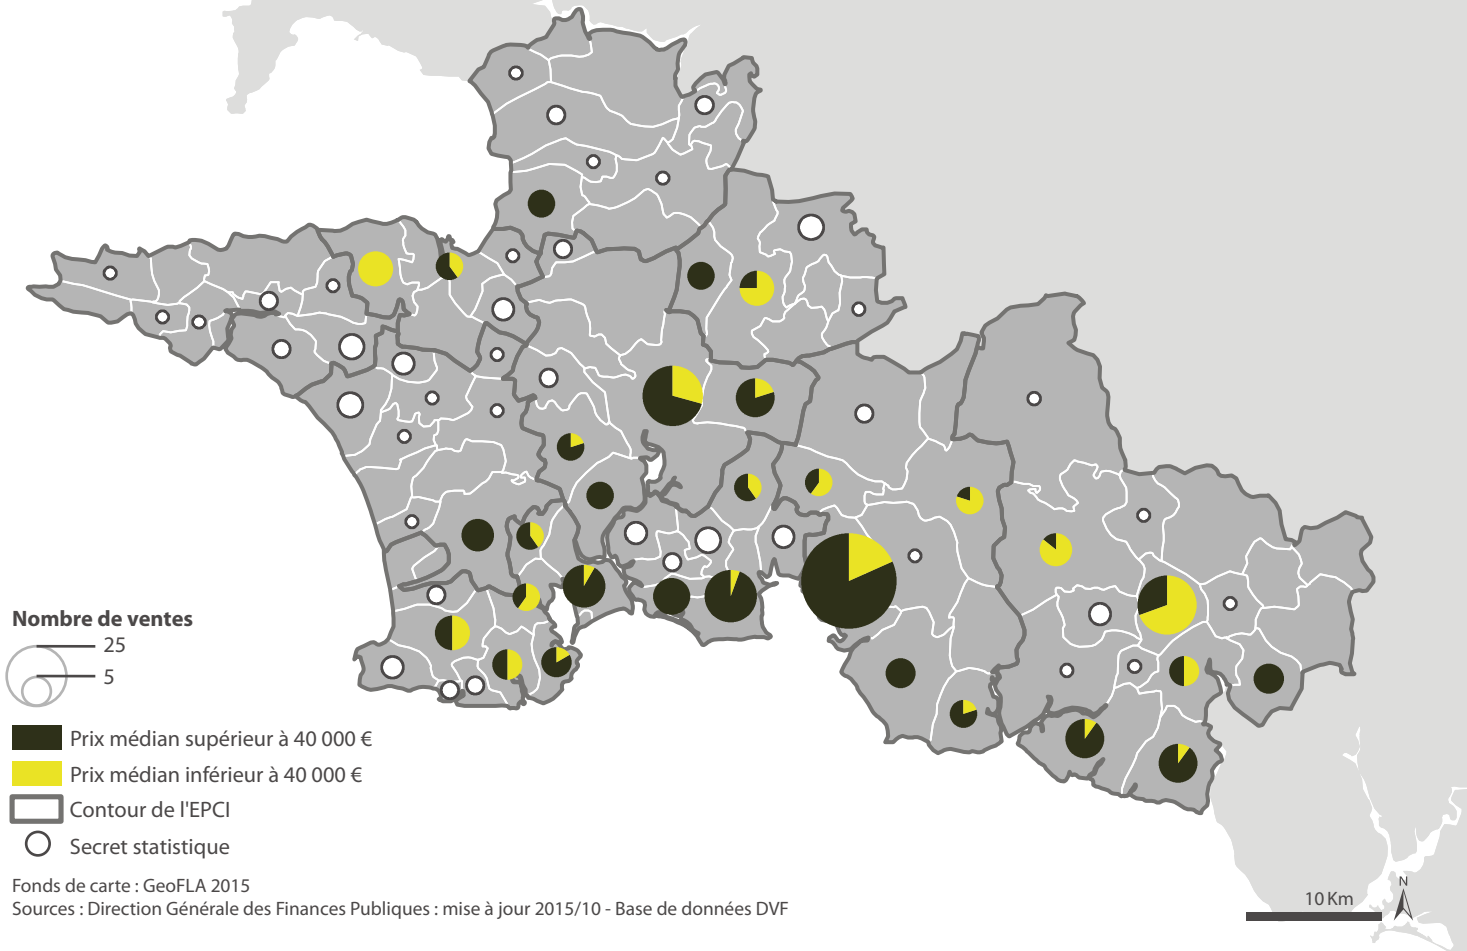 Nombre de ventes
25
5
Prix médian supérieur à 40 000 €
Prix médian inférieur à 40 000 €
Contour de l'EPCI
Secret statistique
Fonds de carte : GeoFLA 2015
Sources : Direction Générale des Finances Publiques : mise à jour 2015/10 - Base de données DVF
10 Km
N